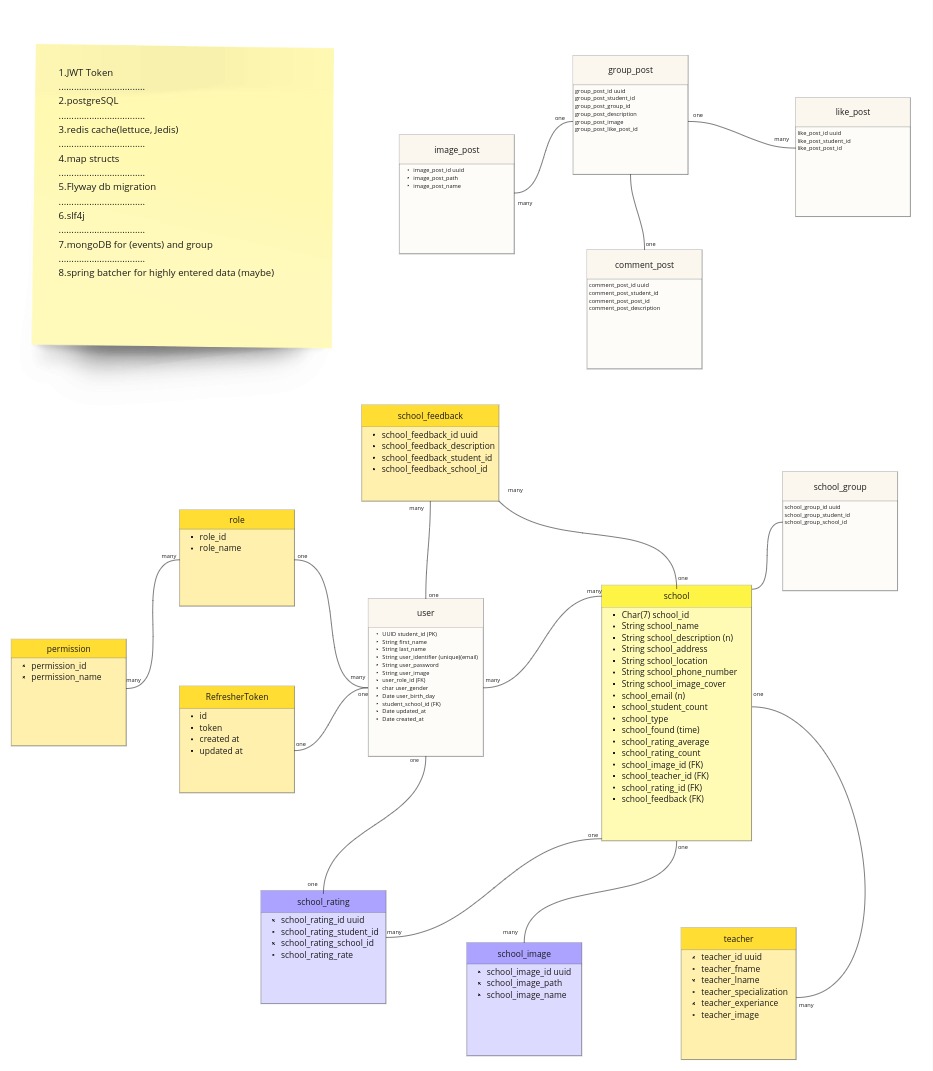 1.JWT Token
................................
2.postgreSQL
................................
3.redis cache(lettuce, Jedis)
................................
4.map structs
................................
5.Flyway db migration
................................
6.slf4j
................................
7.mongoDB for (events) and group
................................
8.spring batcher for highly entered data (maybe)
group_post
group_post_id uuid
group_post_student_id
group_post_group_id
group_post_description
group_post_image
group_post_like_post_id
one
one
like_post
like_post_id uuid
like_post_student_id
like_post_post_id
many
image_post
image_post_id uuid
image_post_path
image_post_name
many
one
comment_post
comment_post_id uuid
comment_post_student_id
comment_post_post_id
comment_post_description
school_feedback
school_feedback_id uuid
school_feedback_description
school_feedback_student_id
school_feedback_school_id
many
many
school_group
school_group_id uuid
school_group_student_id
school_group_school_id
role
role_id
role_name
many
one
permission
permission_id
permission_name
many
RefresherToken
id
token
created at
updated at
one
one
user
UUID student_id (PK)
String first_name
String last_name
String user_identifier (unique)(email)
String user_password
String user_image
user_role_id (FK)
char user_gender
Date user_birth_day
student_school_id (FK)
Date updated_at
Date created_at
many
one
many
one
one
many
school
Char(7) school_id
String school_name
String school_description (n)
String school_address
String school_location
String school_phone_number
String school_image_cover
school_email (n)
school_student_count
school_type
school_found (time)
school_rating_average
school_rating_count
school_image_id (FK)
school_teacher_id (FK)
school_rating_id (FK)
school_feedback (FK)
one
one
one
one
school_rating
school_rating_id uuid
school_rating_student_id
school_rating_school_id
school_rating_rate
many
many
school_image
school_image_id uuid
school_image_path
school_image_name
teacher
teacher_id uuid
teacher_fname
teacher_lname
teacher_specialization
teacher_experiance
teacher_image
many